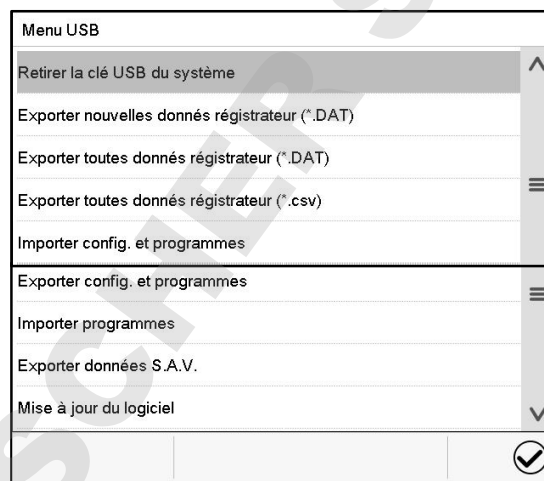 Menu USB
Retirer la clé USB du système
Exporter nouvelles donnés régistrateur (*.DAT)
Exporter toutes donnés régistrateur (*.DAT)
Exporter toutes donnés régistrateur (*.csv)
Importer config. et programmes
Exporter config. et programmes
Importer programmes
Exporter données S.A.V.
Mise à jour du logiciel